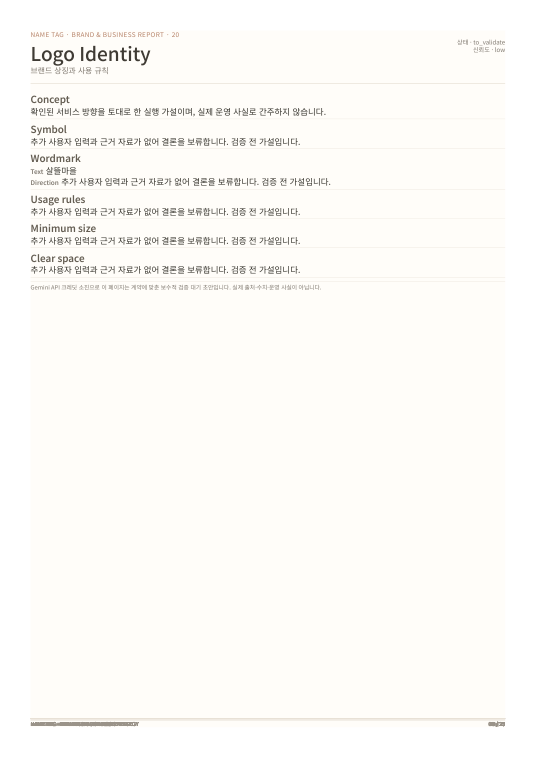 NAME TAG · BRAND & BUSINESS REPORT · 20
상태 · to_validate
신뢰도 · low
Logo Identity
브랜드 상징과 사용 규칙
Concept
확인된 서비스 방향을 토대로 한 실행 가설이며, 실제 운영 사실로 간주하지 않습니다.
Symbol
추가 사용자 입력과 근거 자료가 없어 결론을 보류합니다. 검증 전 가설입니다.
Wordmark
Text 살뜰마을
Direction 추가 사용자 입력과 근거 자료가 없어 결론을 보류합니다. 검증 전 가설입니다.
Usage rules
추가 사용자 입력과 근거 자료가 없어 결론을 보류합니다. 검증 전 가설입니다.
Minimum size
추가 사용자 입력과 근거 자료가 없어 결론을 보류합니다. 검증 전 가설입니다.
Clear space
추가 사용자 입력과 근거 자료가 없어 결론을 보류합니다. 검증 전 가설입니다.
Gemini API 크레딧 소진으로 이 페이지는 계약에 맞춘 보수적 검증 대기 초안입니다. 실제 출처·수치·운영 사실이 아닙니다.